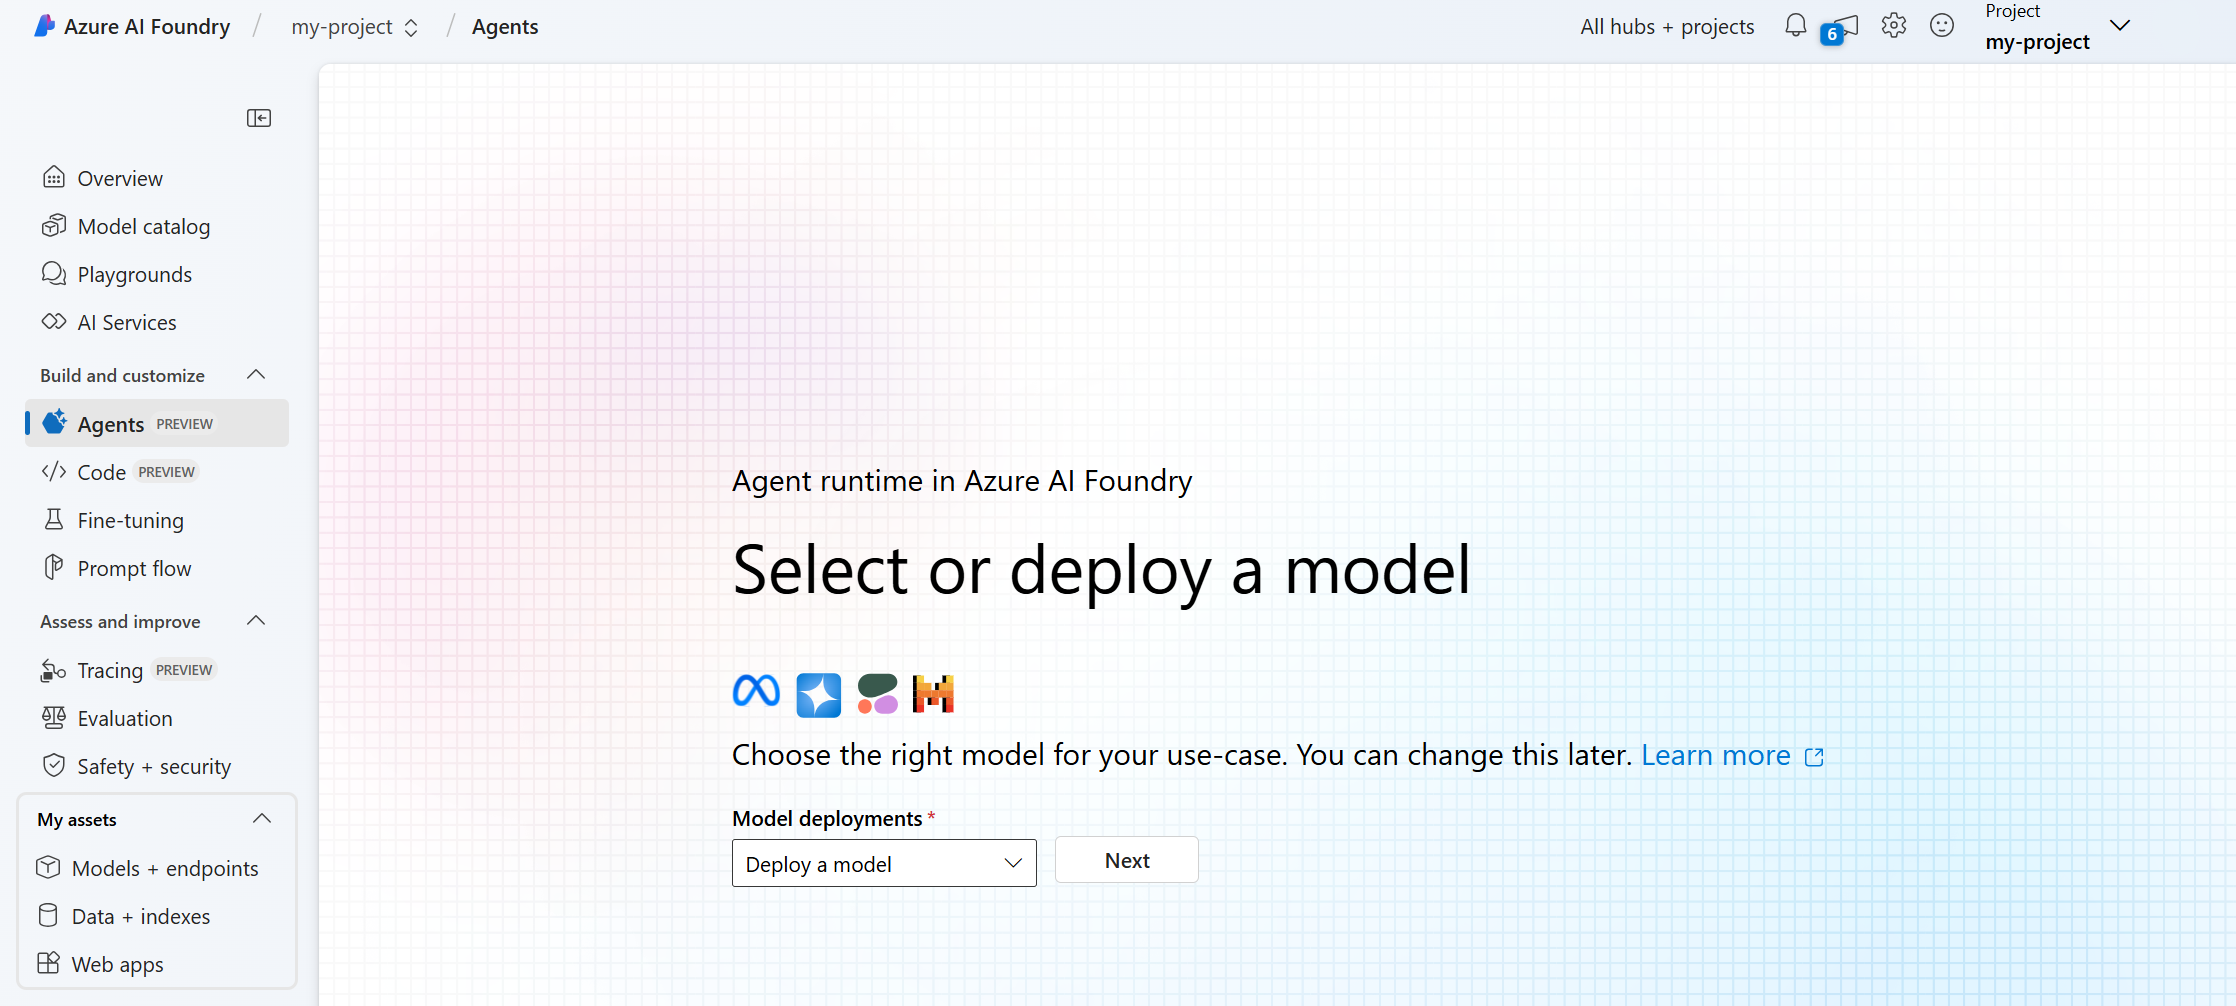 Azure AI Foundry / my-project / Agents
All hubs + projects
6
Project
my-project
Overview
Model catalog
Playgrounds
AI Services
Build and customize
Agents PREVIEW
Code PREVIEW
Fine-tuning
Prompt flow
Assess and improve
Tracing PREVIEW
Evaluation
Safety + security
My assets
Models + endpoints
Data + indexes
Web apps
Agent runtime in Azure AI Foundry
Select or deploy a model
Choose the right model for your use-case. You can change this later. Learn more
Model deployments *
Deploy a model
Next